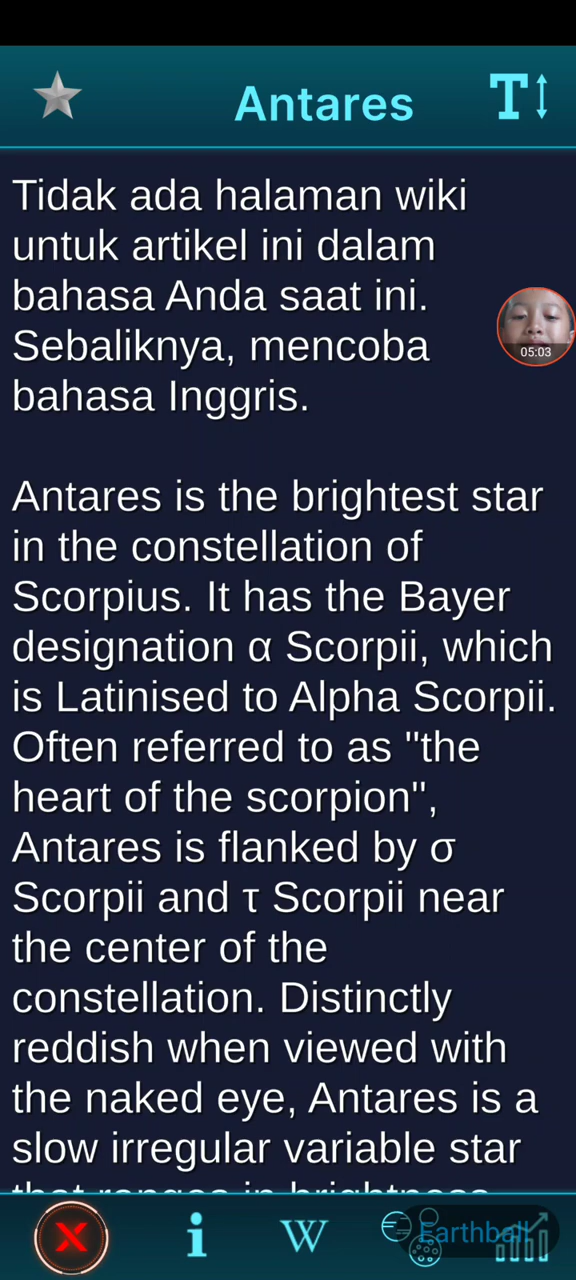 Antares
T
Tidak ada halaman wiki
untuk artikel ini dalam
bahasa Anda saat ini.
Sebaliknya, mencoba
bahasa Inggris.
05:03
Antares is the brightest star
in the constellation of
Scorpius. It has the Bayer
designation α Scorpii, which
is Latinised to Alpha Scorpii.
Often referred to as "the
heart of the scorpion",
Antares is flanked by σ
Scorpii and τ Scorpii near
the center of the
constellation. Distinctly
reddish when viewed with
the naked eye, Antares is a
slow irregular variable star
that ranges in brightness
X
i
W
Earthball